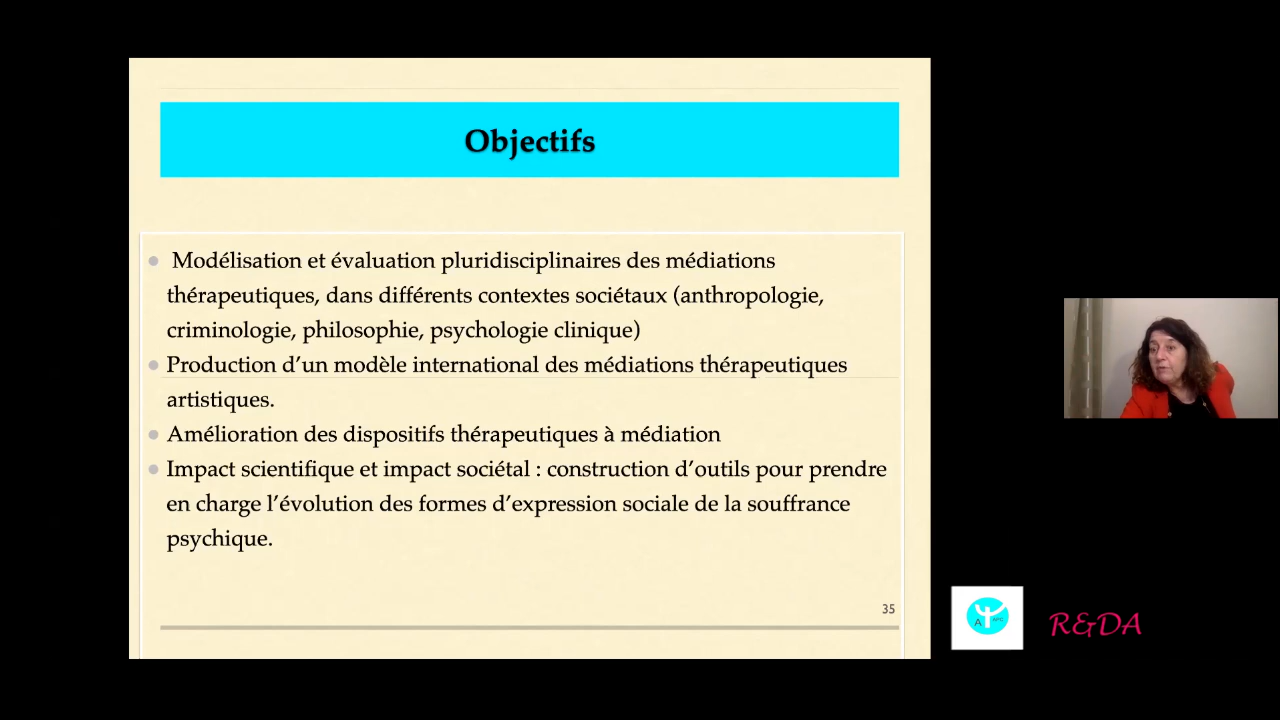 Objectifs
Modélisation et évaluation pluridisciplinaires des médiations
thérapeutiques, dans différents contextes sociétaux (anthropologie,
criminologie, philosophie, psychologie clinique)
Production d’un modèle international des médiations thérapeutiques
artistiques.
Amélioration des dispositifs thérapeutiques à médiation
Impact scientifique et impact sociétal : construction d’outils pour prendre
en charge l’évolution des formes d’expression sociale de la souffrance
psychique.
35
R&DA